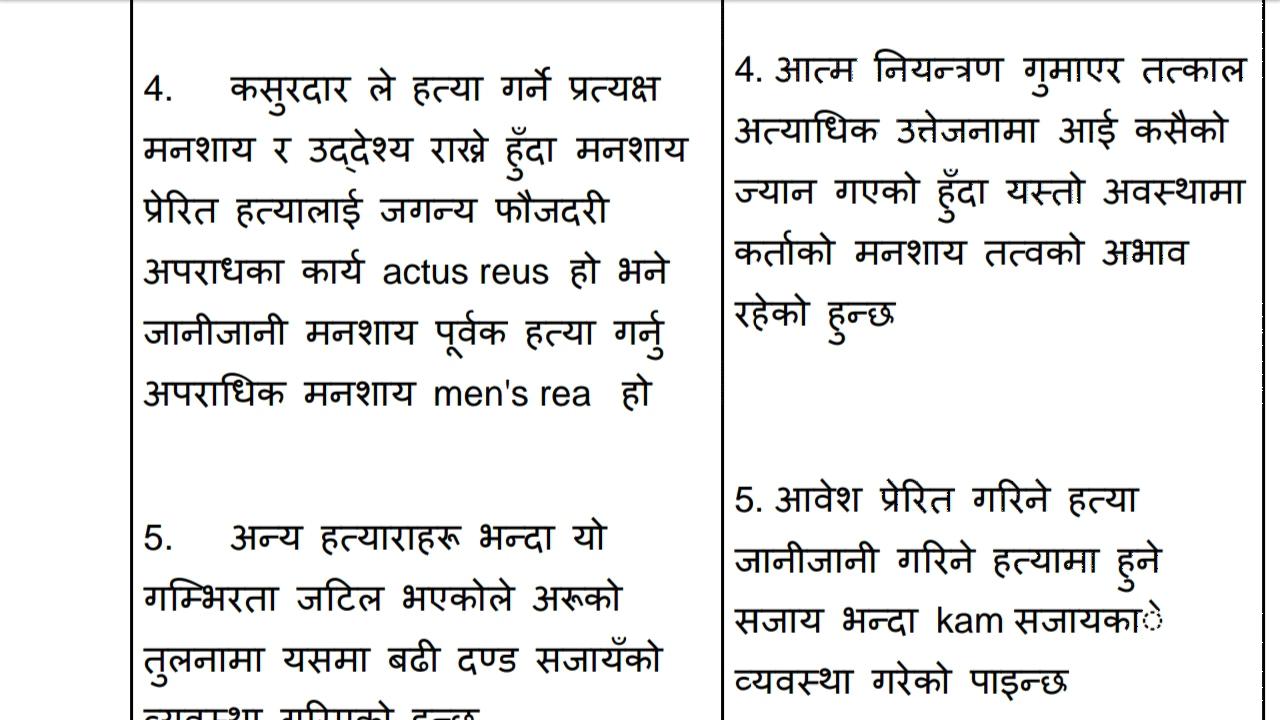 4. कसुरदार ले हत्या गर्ने प्रत्यक्ष
मनशाय र उद्देश्य राख्ने हुँदा मनशाय
प्रेरित हत्यालाई जगन्य फौजदरी
अपराधका कार्य actus reus हो भने
जानीजानी मनशाय पूर्वक हत्या गर्नु
अपराधिक मनशाय men's rea हो
5. अन्य हत्याराहरू भन्दा यो
गम्भिरता जटिल भएकोले अरूको
तुलनामा यसमा बढी दण्ड सजायँको
4. आत्म नियन्त्रण गुमाएर तत्काल
अत्याधिक उत्तेजनामा आई कसैको
ज्यान गएको हुँदा यस्तो अवस्थामा
कर्ताको मनशाय तत्वको अभाव
रहेको हुन्छ
5. आवेश प्रेरित गरिने हत्या
जानीजानी गरिने हत्यामा हुने
सजाय भन्दा kam सजायकाे
व्यवस्था गरेको पाइन्छ